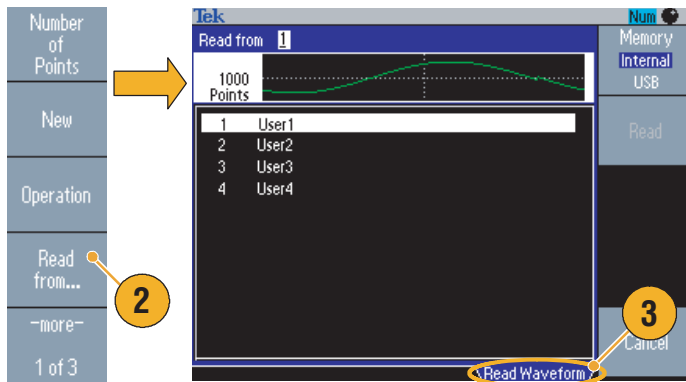 Number
of
Points
New
Operation
Read
from...
-more-
1 of 3
2
Tek
Num
Read from 1
1000
Points
1 User1
2 User2
3 User3
4 User4
Memory
Internal
USB
Read
3
Cancel
Read Waveform